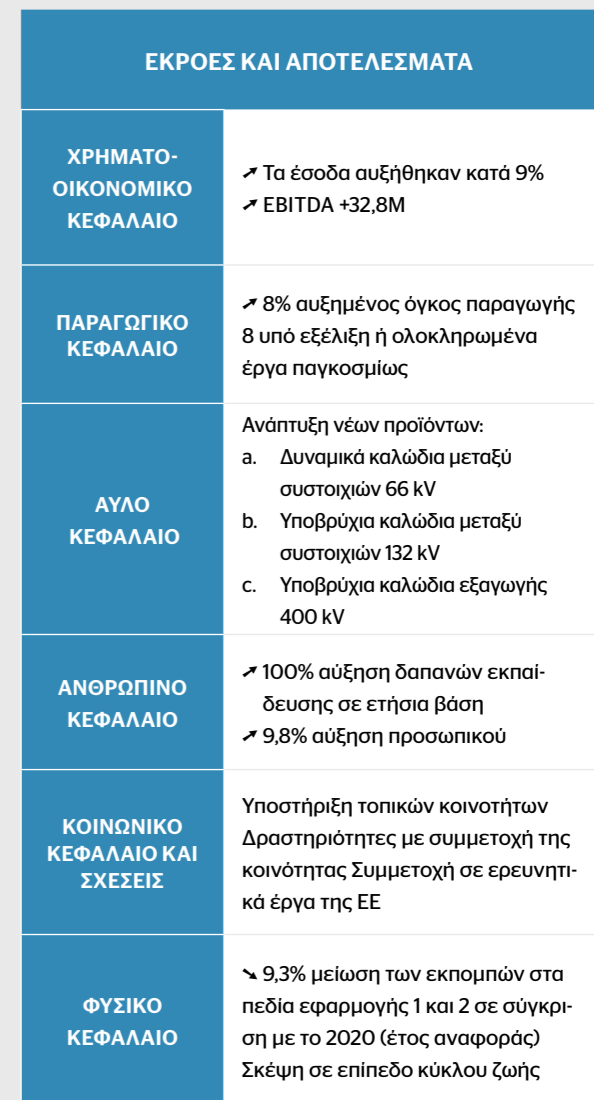 ΕΚΡΟΕΣ ΚΑΙ ΑΠΟΤΕΛΕΣΜΑΤΑ
ΧΡΗΜΑΤΟ-
ΟΙΚΟΝΟΜΙΚΟ
ΚΕΦΑΛΑΙΟ
➚ Τα έσοδα αυξήθηκαν κατά 9%
➚ EBITDA +32,8M
ΠΑΡΑΓΩΓΙΚΟ
ΚΕΦΑΛΑΙΟ
➚ 8% αυξημένος όγκος παραγωγής
8 υπό εξέλιξη ή ολοκληρωμένα
έργα παγκοσμίως
ΑΥΛΟ
ΚΕΦΑΛΑΙΟ
Ανάπτυξη νέων προϊόντων:
a. Δυναμικά καλώδια μεταξύ
συστοιχιών 66 kV
b. Υποβρύχια καλώδια μεταξύ
συστοιχιών 132 kV
c. Υποβρύχια καλώδια εξαγωγής
400 kV
ΑΝΘΡΩΠΙΝΟ
ΚΕΦΑΛΑΙΟ
➚ 100% αύξηση δαπανών εκπαί-
δευσης σε ετήσια βάση
➚ 9,8% αύξηση προσωπικού
ΚΟΙΝΩΝΙΚΟ
ΚΕΦΑΛΑΙΟ ΚΑΙ
ΣΧΕΣΕΙΣ
Υποστήριξη τοπικών κοινοτήτων
Δραστηριότητες με συμμετοχή της
κοινότητας Συμμετοχή σε ερευνητι-
κά έργα της ΕΕ
ΦΥΣΙΚΟ
ΚΕΦΑΛΑΙΟ
➘ 9,3% μείωση των εκπομπών στα
πεδία εφαρμογής 1 και 2 σε σύγκρι-
ση με το 2020 (έτος αναφοράς)
Σκέψη σε επίπεδο κύκλου ζωής